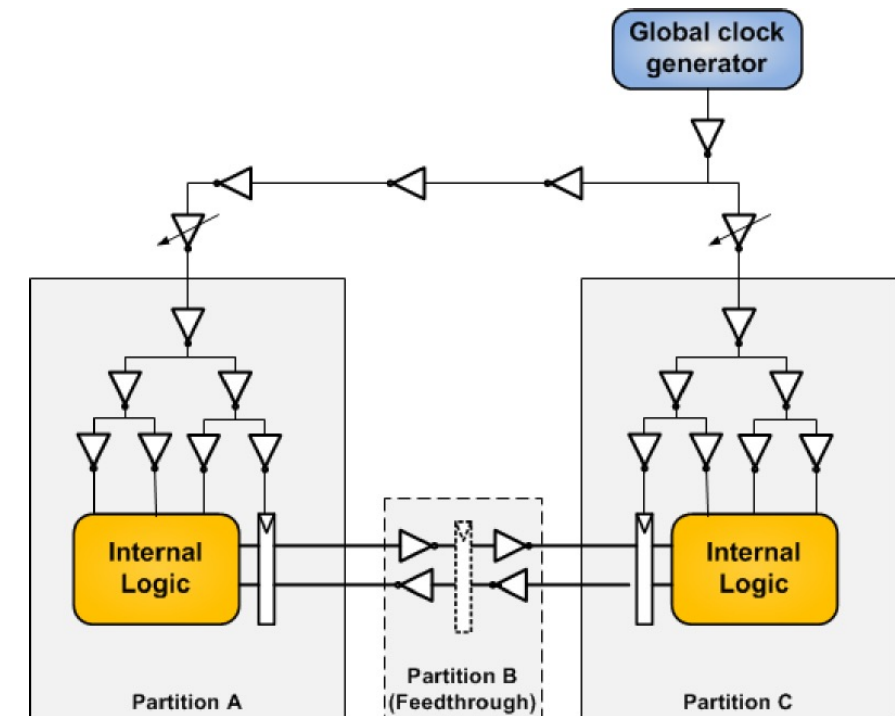 Global clock
generator
Internal
Logic
Internal
Logic
Partition B
(Feedthrough)
Partition A
Partition C